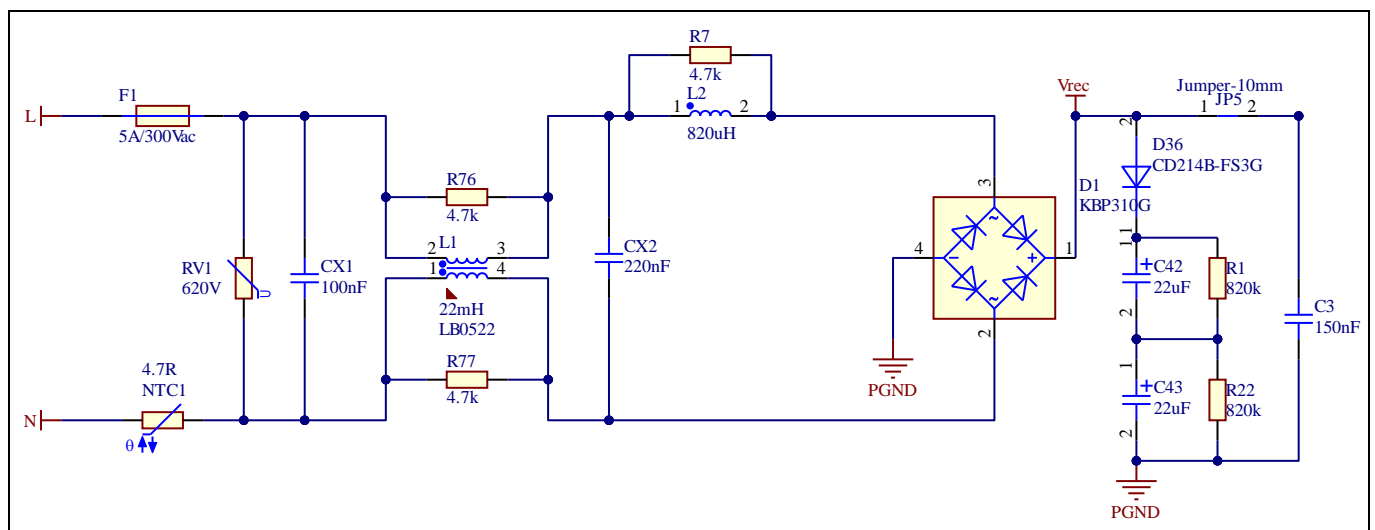 R7
4.7k
L2
1
2
820uH
L
F1
5A/300Vac
Vrec
Jumper-10mm
JP5
1
2
2
D36
CD214B-FS3G
D1
KBP310G
R76
4.7k
3
L1
2
3
1
4
22mH
LB0522
RV1
620V
U
CX1
100nF
CX2
220nF
4
~
−
+
~
1
2
PGND
1
1
+
C42
22uF
2
R1
820k
C3
150nF
R77
4.7k
4.7R
NTC1
N
θ
1
+
C43
22uF
2
R22
820k
PGND